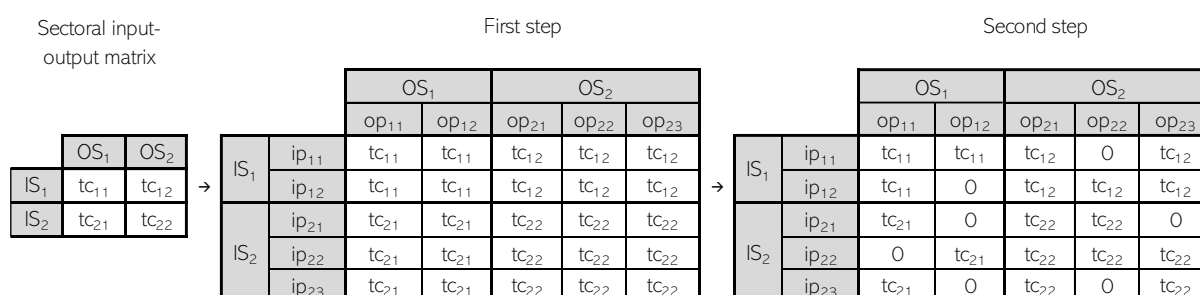 Sectoral input-
output matrix
First step
Second step
OS₁ OS₂
op₁₁ op₁₂ op₂₁ op₂₂ op₂₃
OS₁ OS₂
op₁₁ op₁₂ op₂₁ op₂₂ op₂₃
OS₁ OS₂
IS₁ tc₁₁ tc₁₂
IS₂ tc₂₁ tc₂₂
→
IS₁ ip₁₁ tc₁₁ tc₁₁ tc₁₂ tc₁₂ tc₁₂
ip₁₂ tc₁₁ tc₁₁ tc₁₂ tc₁₂ tc₁₂
IS₂ ip₂₁ tc₂₁ tc₂₁ tc₂₂ tc₂₂ tc₂₂
ip₂₂ tc₂₁ tc₂₁ tc₂₂ tc₂₂ tc₂₂
ip₂₃ tc₂₁ tc₂₁ tc₂₂ tc₂₂ tc₂₂
→
IS₁ ip₁₁ tc₁₁ tc₁₁ tc₁₂ 0 tc₁₂
ip₁₂ tc₁₁ 0 tc₁₂ tc₁₂ tc₁₂
IS₂ ip₂₁ tc₂₁ 0 tc₂₂ tc₂₂ 0
ip₂₂ 0 tc₂₁ tc₂₂ tc₂₂ tc₂₂
ip₂₃ tc₂₁ 0 tc₂₂ 0 tc₂₂